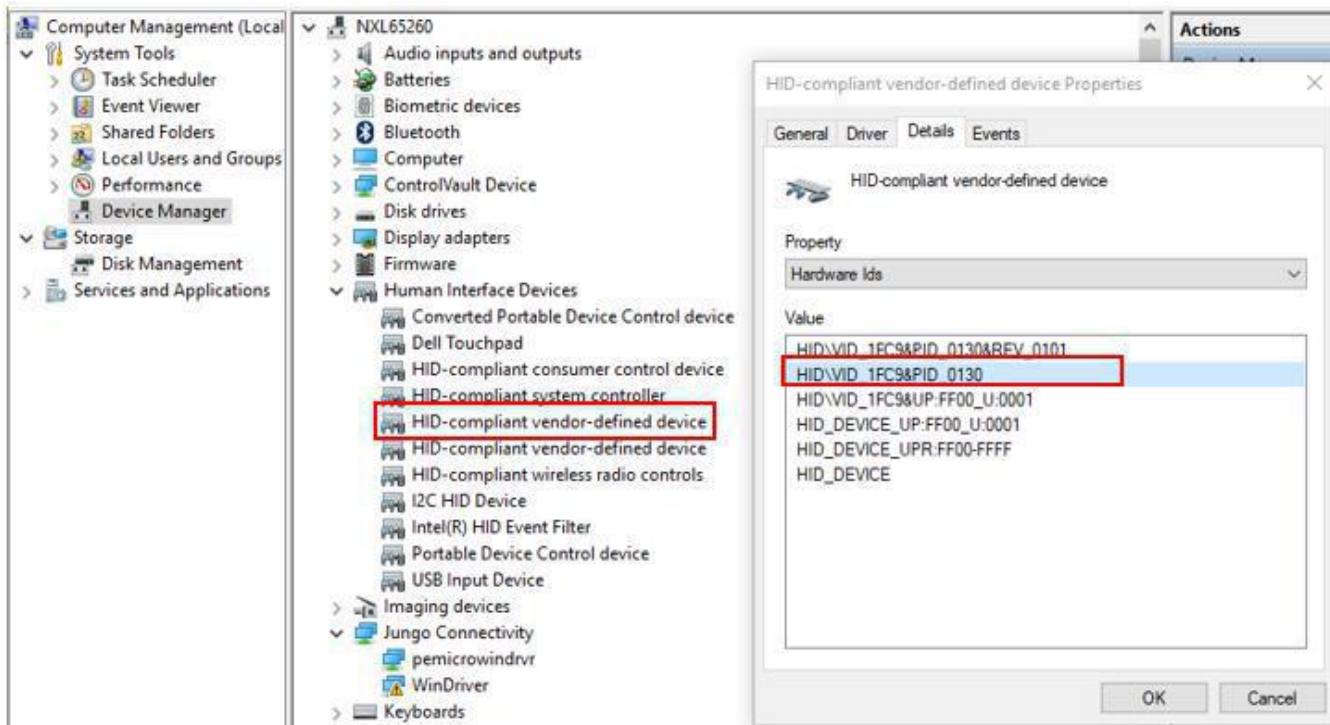 Computer Management (Local
System Tools
Task Scheduler
Event Viewer
Shared Folders
Local Users and Groups
Performance
Device Manager
Storage
Disk Management
Services and Applications
NXL65260
Audio inputs and outputs
Batteries
Biometric devices
Bluetooth
Computer
ControlVault Device
Disk drives
Display adapters
Firmware
Human Interface Devices
Converted Portable Device Control device
Dell Touchpad
HID-compliant consumer control device
HID-compliant system controller
HID-compliant vendor-defined device
HID-compliant vendor-defined device
HID-compliant wireless radio controls
I2C HID Device
Intel(R) HID Event Filter
Portable Device Control device
USB Input Device
Imaging devices
Jungo Connectivity
pemicrowindrvr
WinDriver
Keyboards
Actions
HID-compliant vendor-defined device Properties
General Driver Details Events
HID-compliant vendor-defined device
Property
Hardware Ids
Value
HID\VID_1FC9&PID_0130&REV_0101
HID\VID_1FC9&PID_0130
HID\VID_1FC9&UP:FF00_U:0001
HID_DEVICE_UP:FF00_U:0001
HID_DEVICE_UPR:FF00-FFFF
HID_DEVICE
OK Cancel